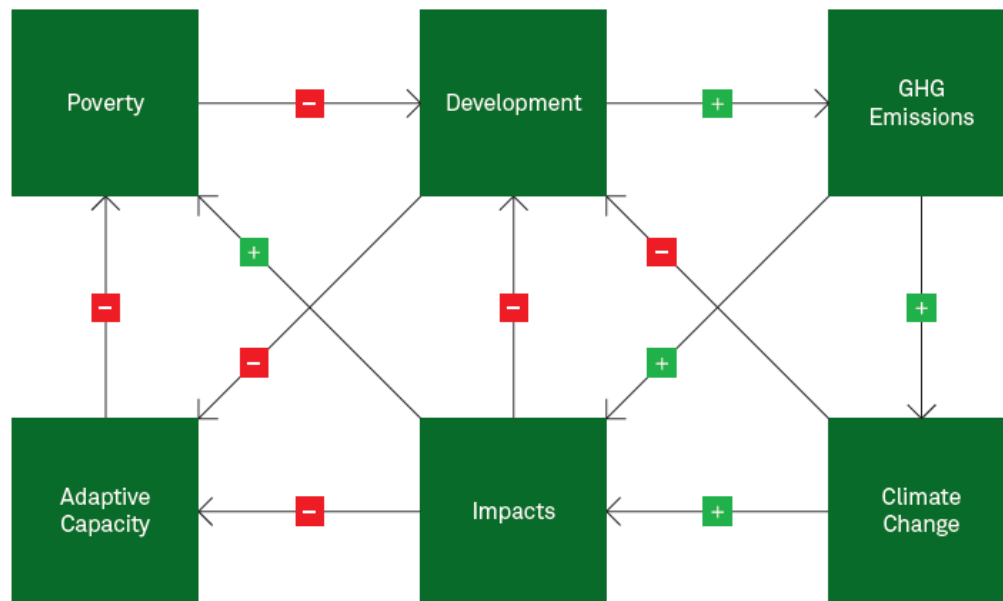 Poverty
−
Development
+
GHG
Emissions
+
−
−
−
+
−
+
Adaptive
Capacity
−
Impacts
+
Climate
Change